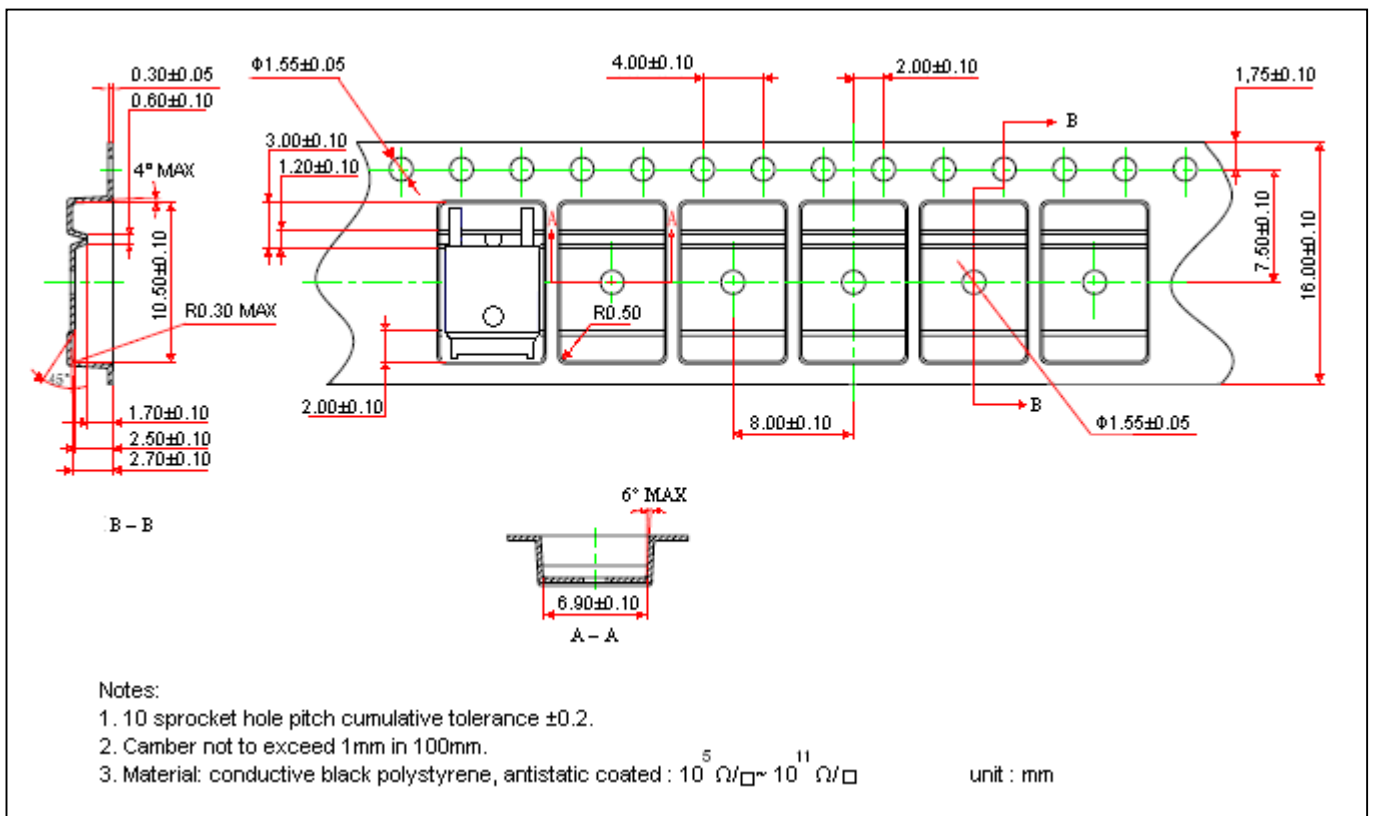 0.30±0.05
0.60±0.10
4° MAX
10.50±0.10
R0.30 MAX
45°
1.70±0.10
2.50±0.10
2.70±0.10
B – B
Φ1.55±0.05
3.00±0.10
1.20±0.10
4.00±0.10
2.00±0.10
1,75±0.10
B
7.50±0.10
16.00±0.10
A
A
R0.50
2.00±0.10
8.00±0.10
B
Φ1.55±0.05
6° MAX
6.90±0.10
A – A
Notes:
1. 10 sprocket hole pitch cumulative tolerance ±0.2.
2. Camber not to exceed 1mm in 100mm.
3. Material: conductive black polystyrene, antistatic coated : 10⁵ Ω/□~ 10¹¹ Ω/□ unit : mm